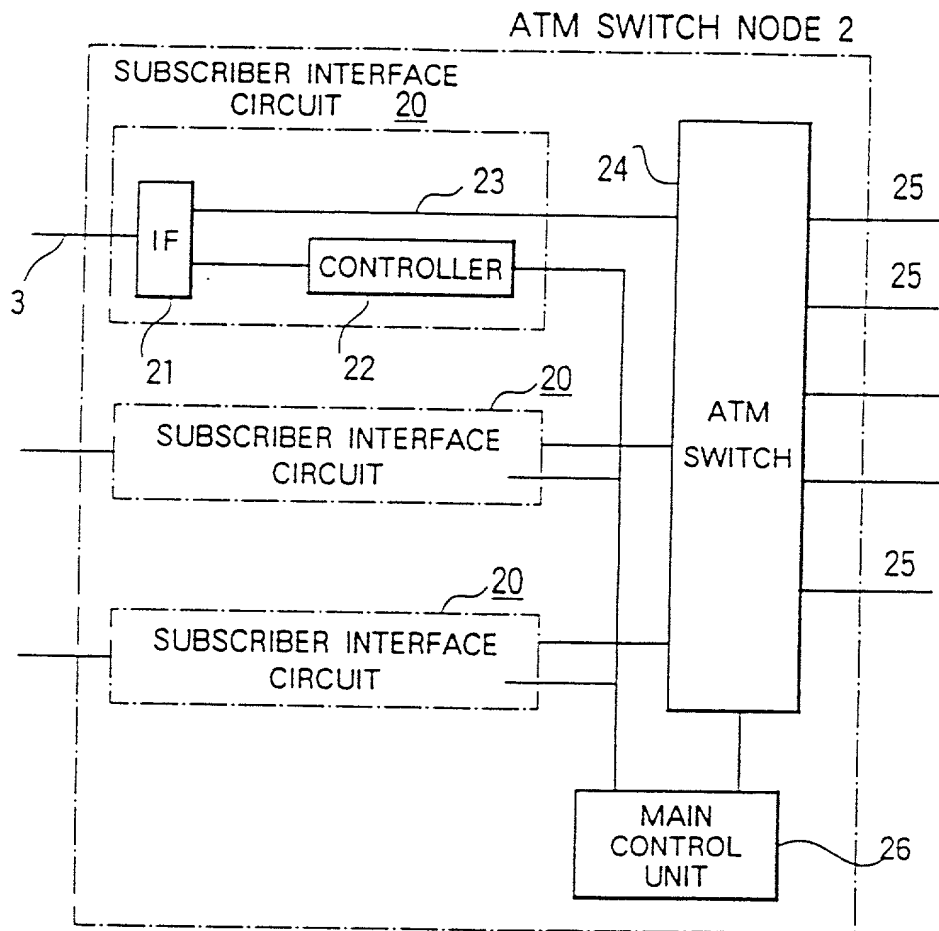 ATM SWITCH NODE 2
SUBSCRIBER INTERFACE
CIRCUIT 20
24
23
25
IF
CONTROLLER
3
25
21
22
20
ATM
SWITCH
SUBSCRIBER INTERFACE
CIRCUIT
25
20
SUBSCRIBER INTERFACE
CIRCUIT
MAIN
CONTROL
UNIT
26